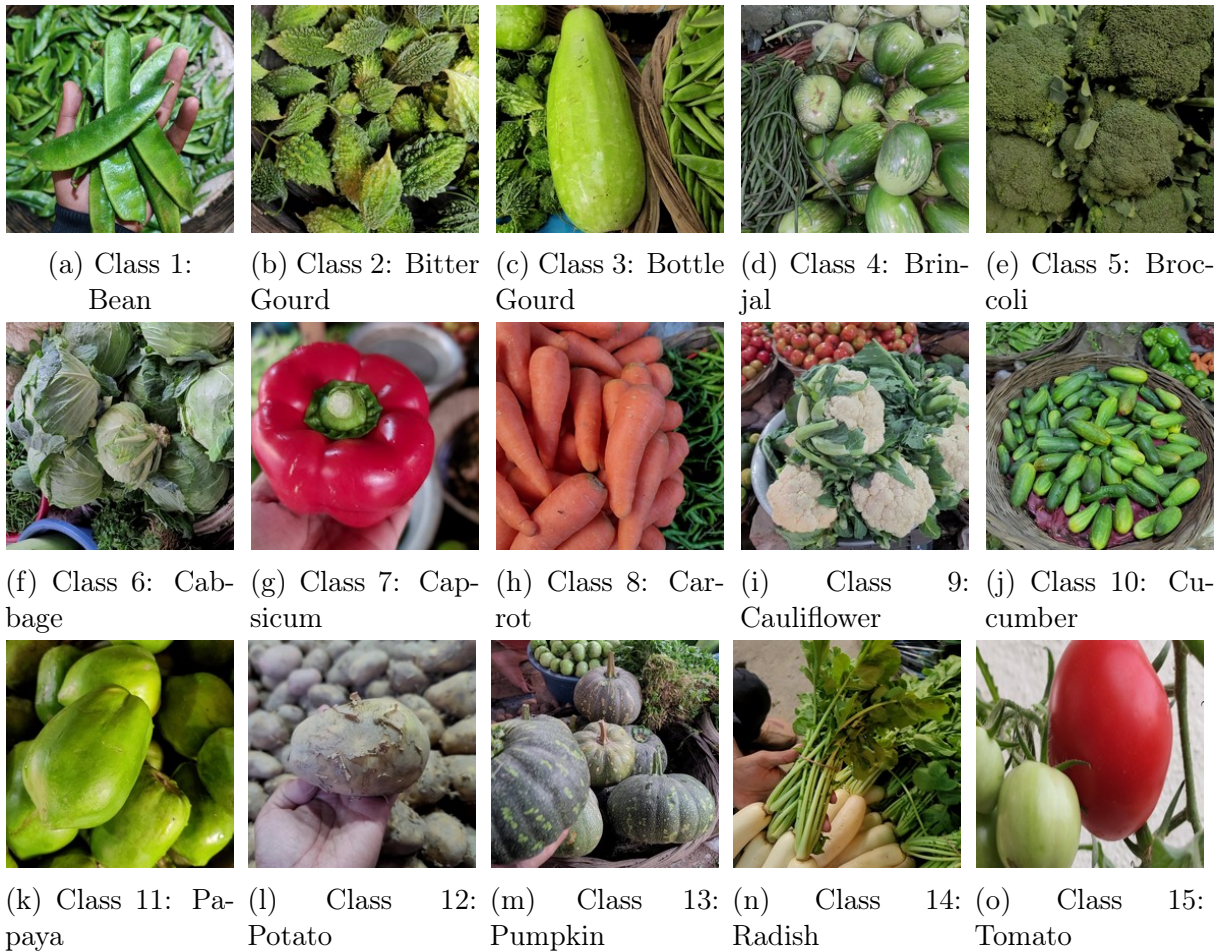 (a) Class 1:
Bean
(b) Class 2: Bitter
Gourd
(c) Class 3: Bottle
Gourd
(d) Class 4: Brin-
jal
(e) Class 5: Broc-
coli
(f) Class 6: Cab-
bage
(g) Class 7: Cap-
sicum
(h) Class 8: Car-
rot
(i) Class 9:
Cauliflower
(j) Class 10: Cu-
cumber
(k) Class 11: Pa-
paya
(l) Class 12:
Potato
(m) Class 13:
Pumpkin
(n) Class 14:
Radish
(o) Class 15:
Tomato